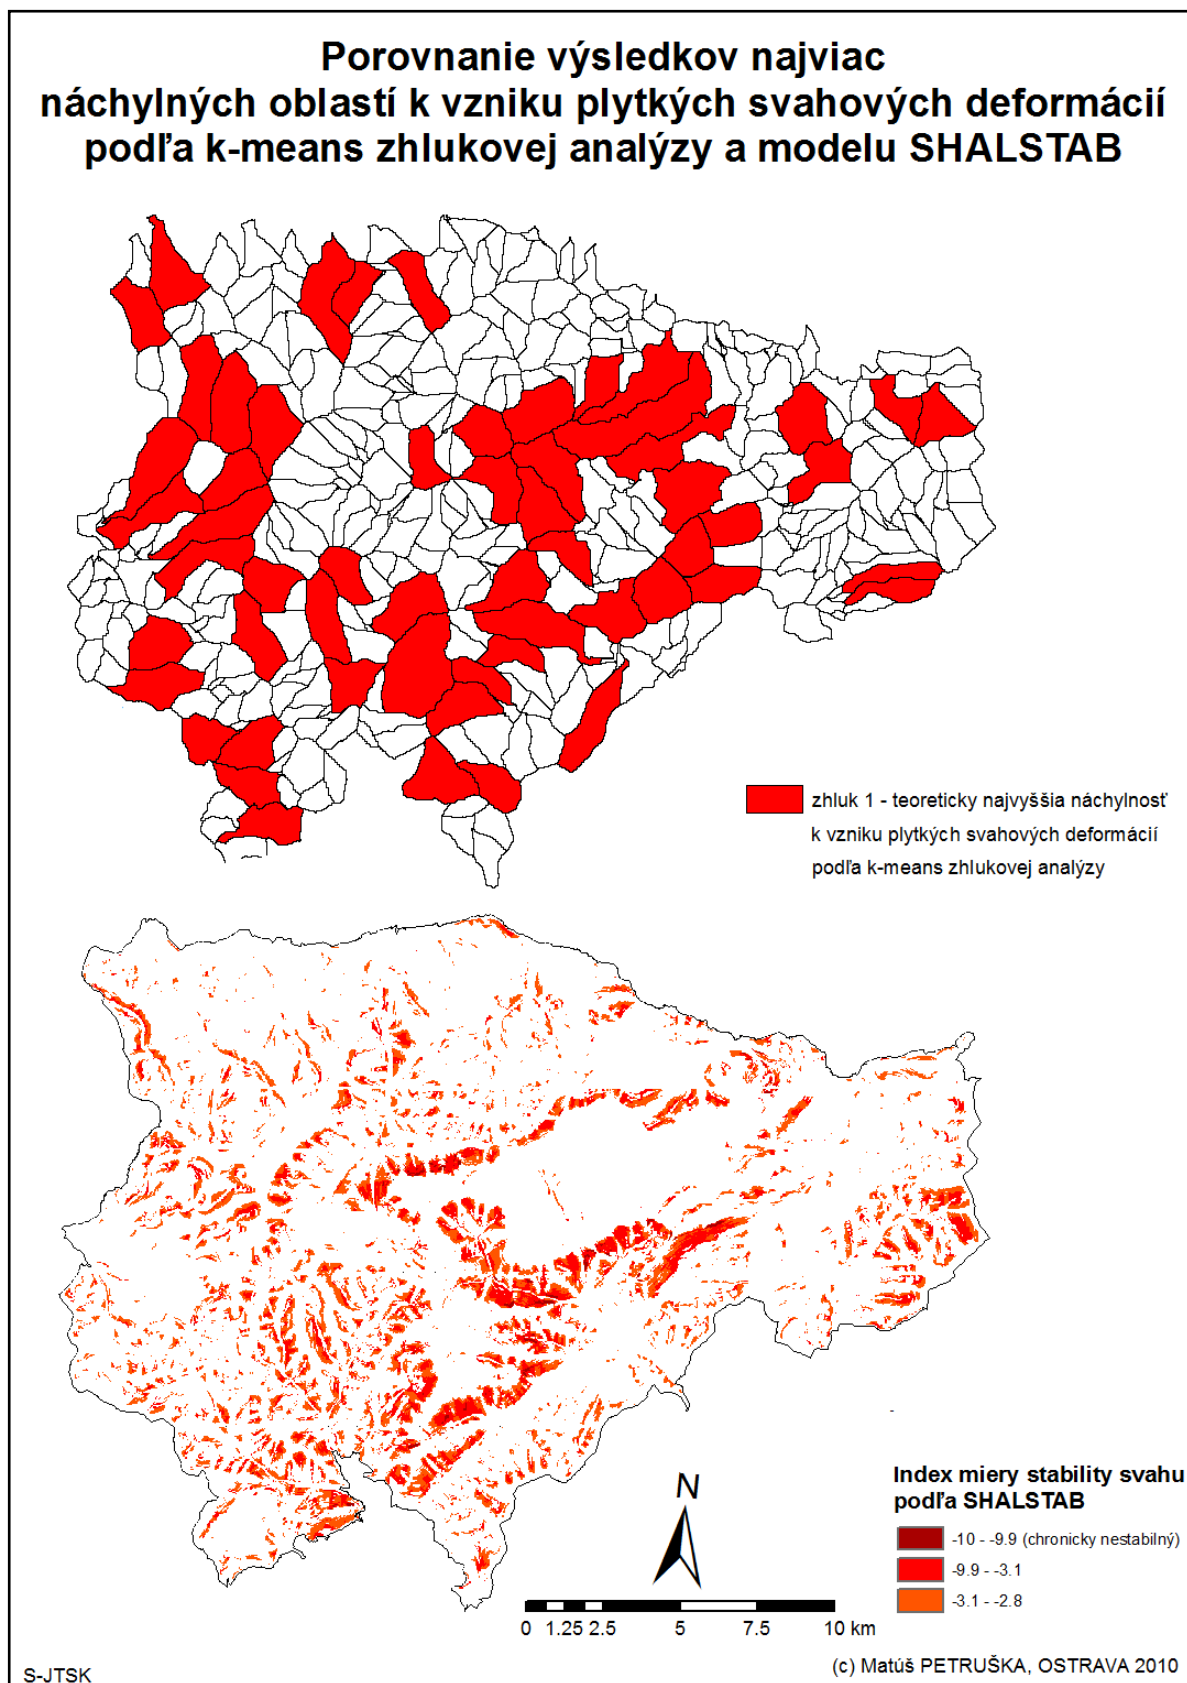 Porovnanie výsledkov najviac
náchylných oblastí k vzniku plytkých svahových deformácií
podľa k-means zhlukovej analýzy a modelu SHALSTAB
zhluk 1 - teoreticky najvyššia náchylnosť
k vzniku plytkých svahových deformácií
podľa k-means zhlukovej analýzy
Index miery stability svahu
podľa SHALSTAB
-10 - -9.9 (chronicky nestabilný)
-9.9 - -3.1
-3.1 - -2.8
N
0 1.25 2.5 5 7.5 10 km
S-JTSK
(c) Matúš PETRUŠKA, OSTRAVA 2010